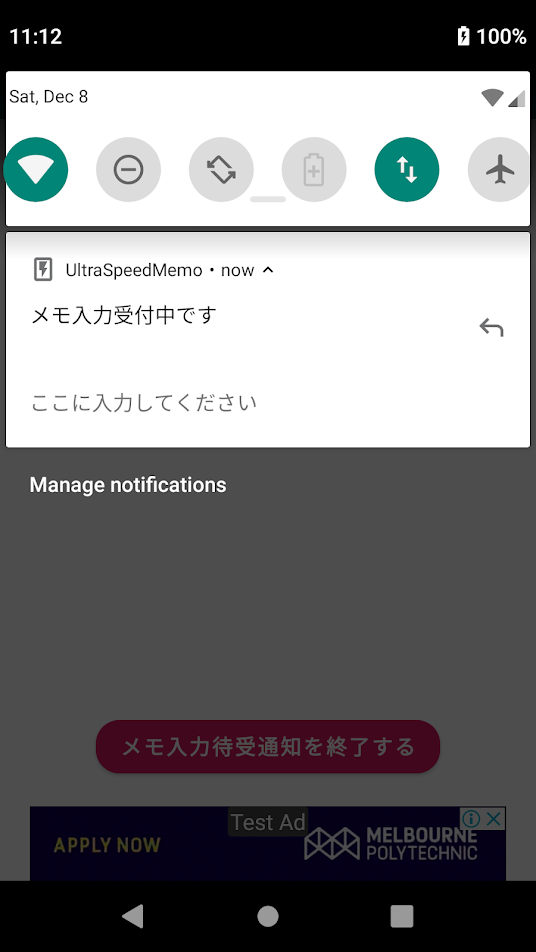 11:12
100%
Sat, Dec 8
UltraSpeedMemo • now
メモ入力受付中です
ここに入力してください
Manage notifications
メモ入力待受通知を終了する
Test Ad
APPLY NOW
MELBOURNE
POLYTECHNIC